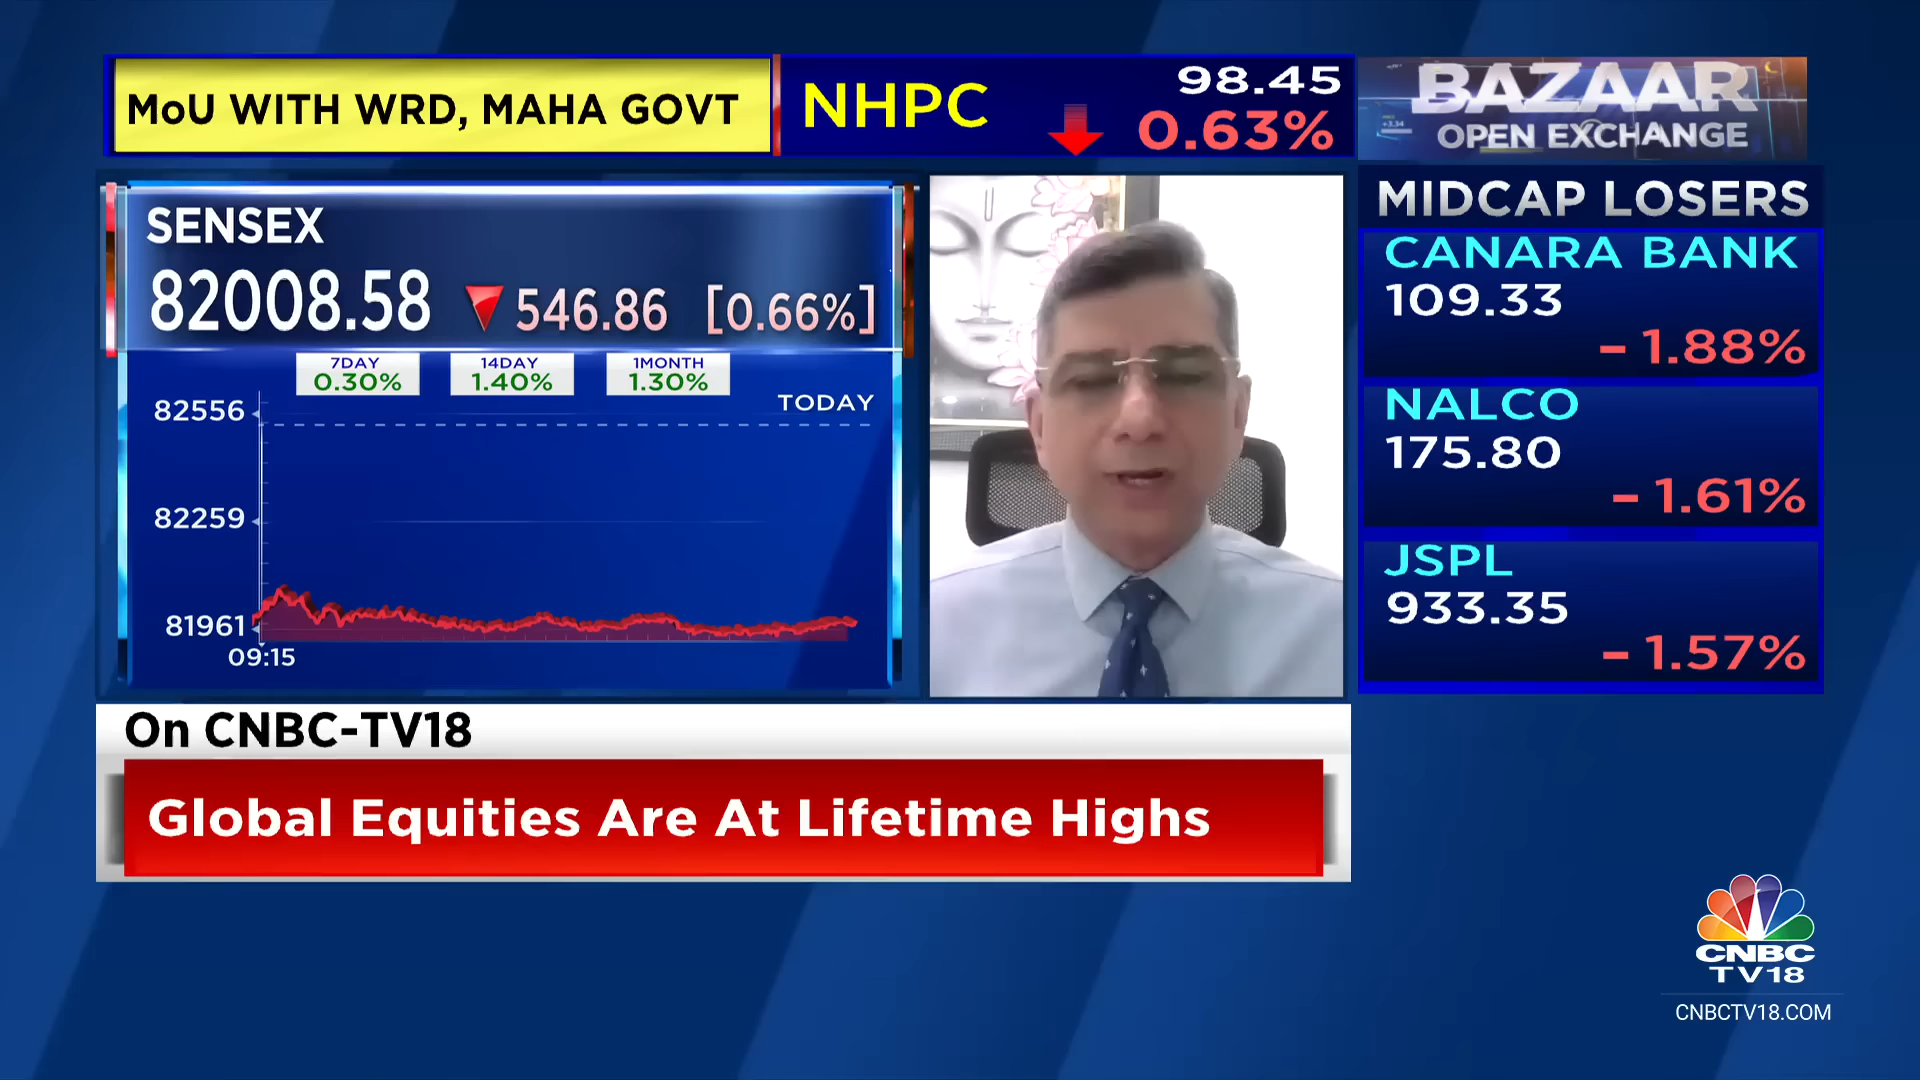 MoU WITH WRD, MAHA GOVT
NHPC
98.45
0.63%
BAZAAR
OPEN EXCHANGE
SENSEX
82008.58 546.86 [0.66%]
7DAY
0.30%
14DAY
1.40%
1MONTH
1.30%
TODAY
82556
82259
81961
09:15
MIDCAP LOSERS
CANARA BANK
109.33
- 1.88%
NALCO
175.80
- 1.61%
JSPL
933.35
- 1.57%
On CNBC-TV18
Global Equities Are At Lifetime Highs
CNBC
TV18
CNBCTV18.COM